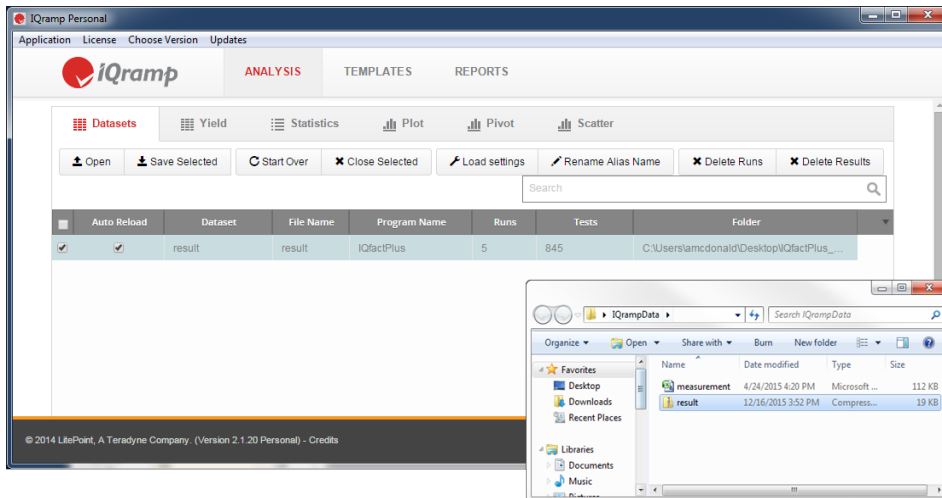 IQramp Personal
Application License Choose Version Updates
iQramp ANALYSIS TEMPLATES REPORTS
Datasets Yield Statistics Plot Pivot Scatter
Open Save Selected Start Over Close Selected Load settings Rename Alias Name Delete Runs Delete Results
Search
Auto Reload Dataset File Name Program Name Runs Tests Folder
result result IQfactPlus 5 845 C:\Users\amcdonald\Desktop\IQfactPlus_...
IQrampData Search IQrampData
Organize Open Share with Burn New folder
Favorites Name Date modified Type Size
Desktop measurement 4/24/2015 4:20 PM Microsoft ... 112 KB
Downloads result 12/16/2015 3:52 PM Compress... 19 KB
Recent Places
Libraries
Documents
Music
© 2014 LitePoint, A Teradyne Company. (Version 2.1.20 Personal) - Credits